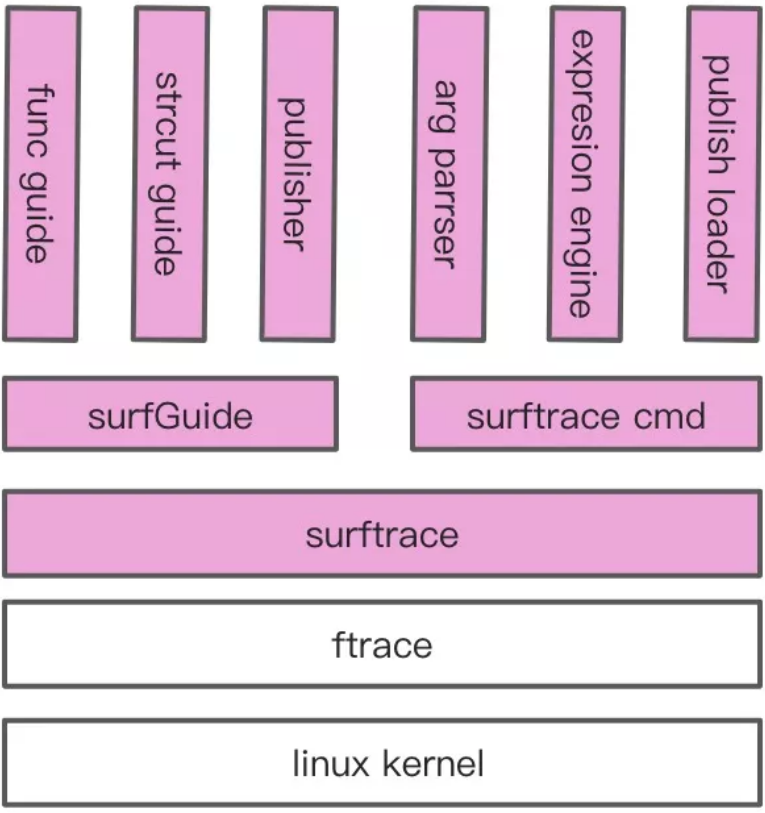 func guide
strcut guide
publisher
arg parrser
expresion engine
publish loader
surfGuide
surftrace cmd
surftrace
ftrace
linux kernel